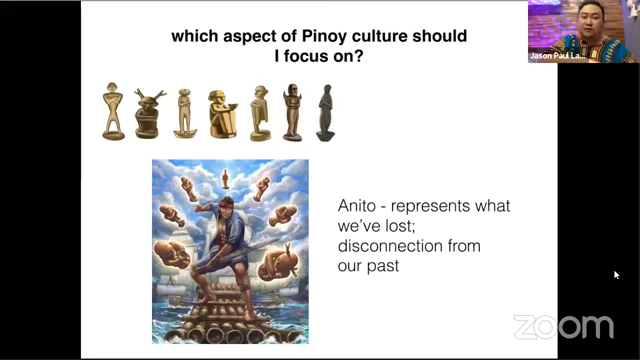 which aspect of Pinoy culture should
I focus on?
Jason Paul La...
Anito - represents what
we've lost;
disconnection from
our past
zoom